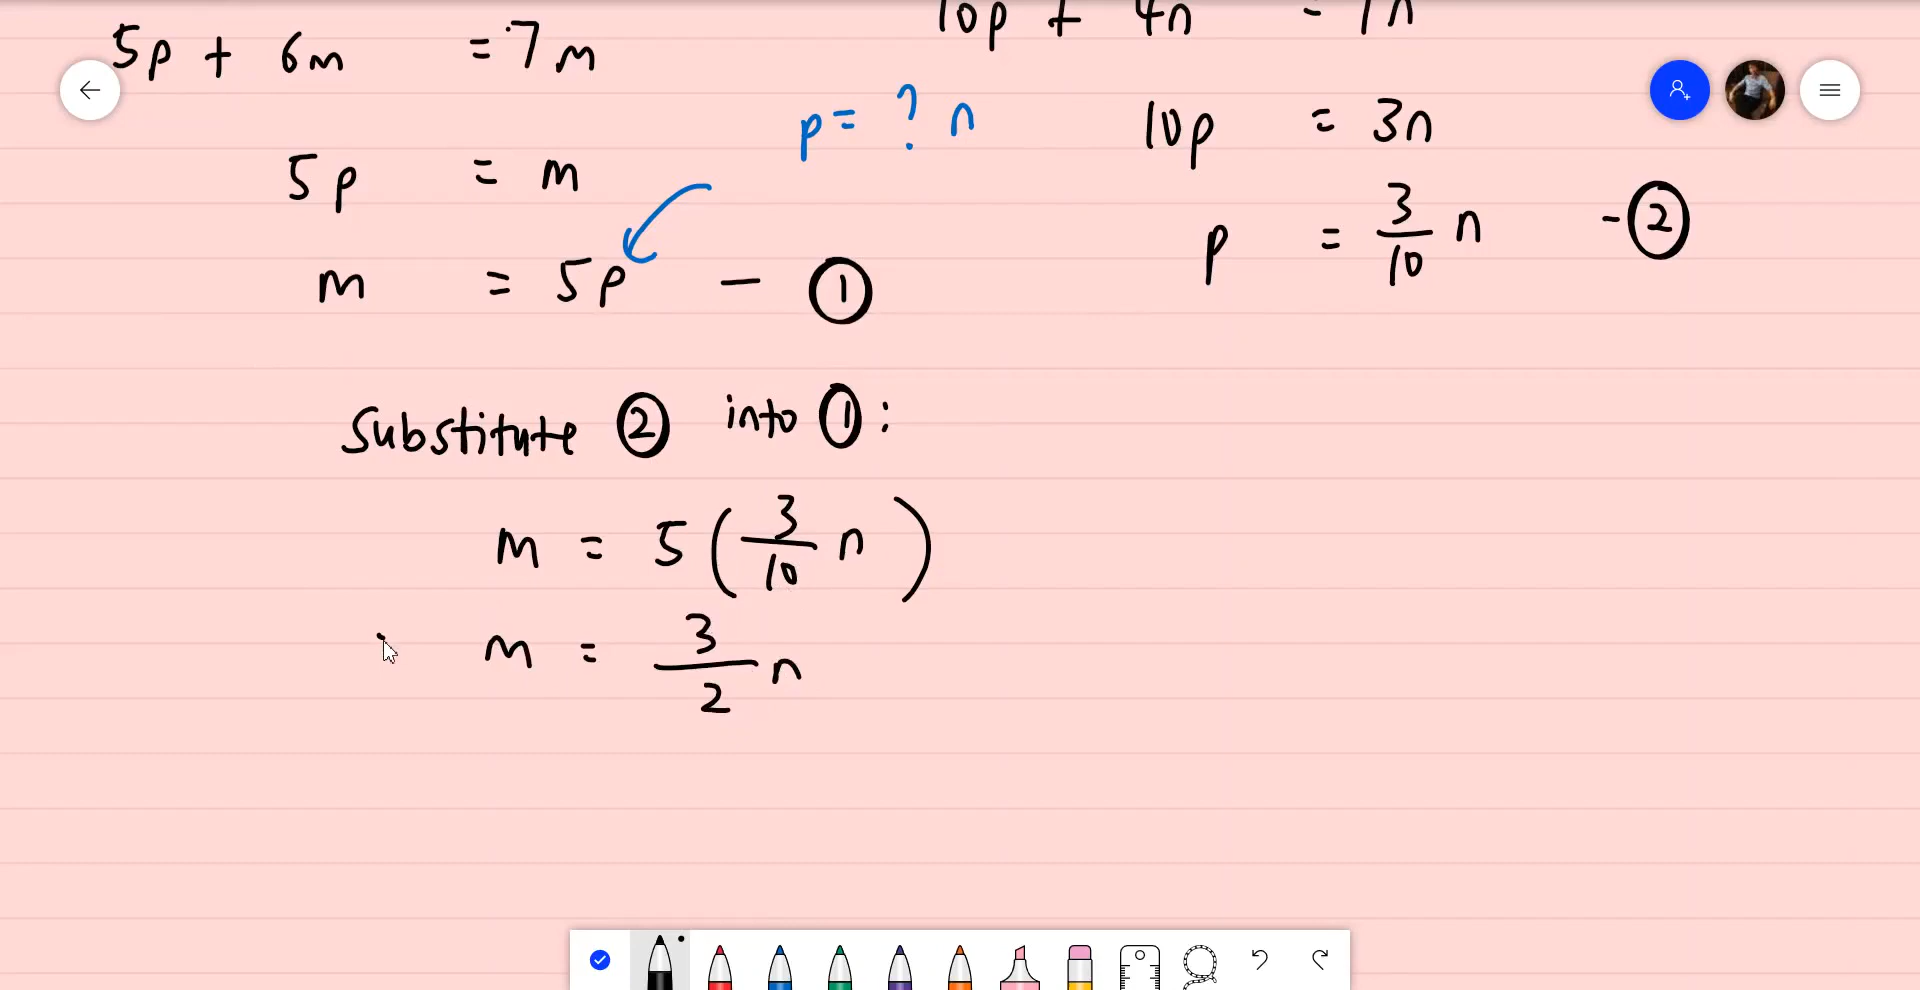 10p + 4n = 7n
5p + 6m = 7m
p = ? n
10p = 3n
5p = m
p = 3/10 n - ②
m = 5p - ①
Substitute ② into ① :
m = 5 ( 3/10 n )
m = 3/2 n